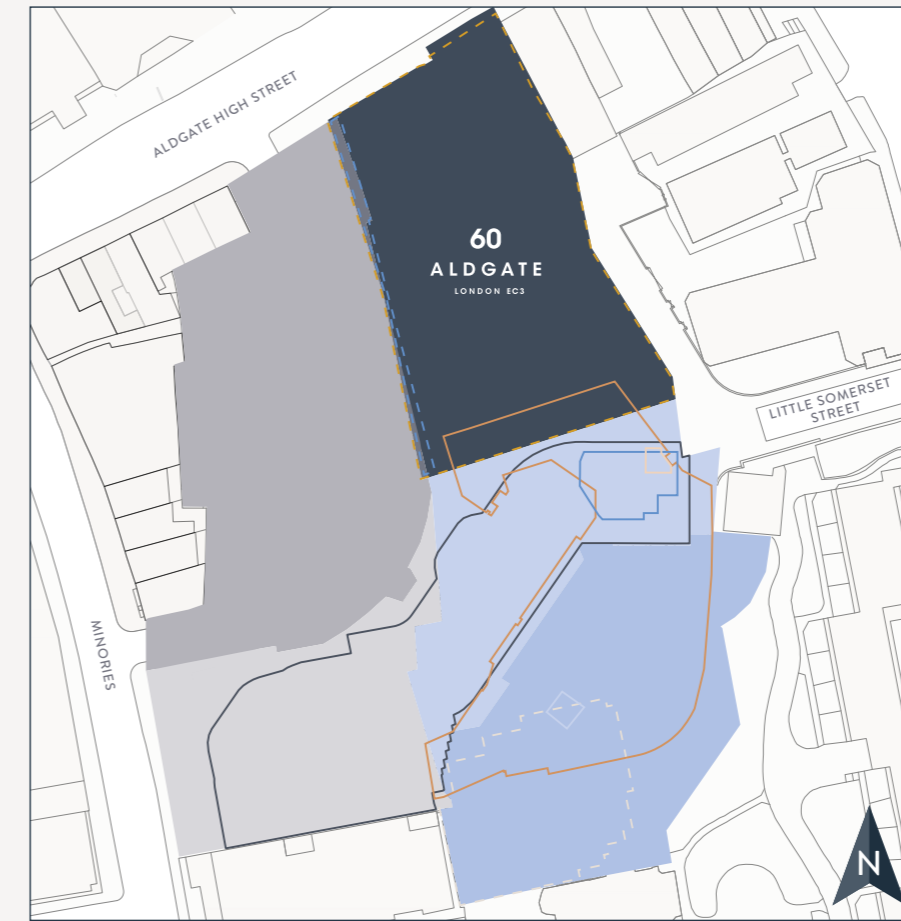 ALDGATE HIGH STREET
60
ALDGATE
LONDON EC3
LITTLE SOMERSET
STREET
MINORIES
N